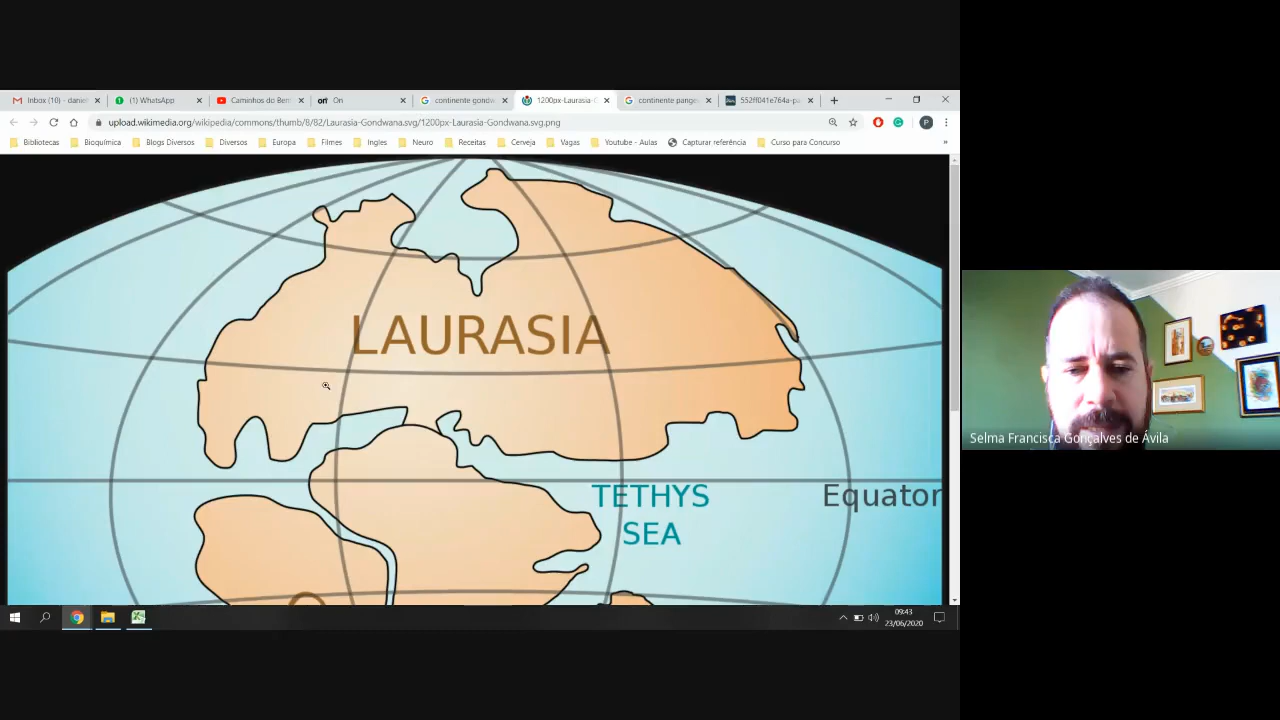 Inbox (10) - daniel
(1) WhatsApp
Caminhos do Bem
on
On
continente gondw
1200px-Laurasia-G
continente pange
552ff041e764a-pa
upload.wikimedia.org/wikipedia/commons/thumb/8/82/Laurasia-Gondwana.svg/1200px-Laurasia-Gondwana.svg.png
P
Bibliotecas
Bioquímica
Blogs Diversos
Diversos
Europa
Filmes
Ingles
Neuro
Receitas
Cerveja
Vagas
Youtube - Aulas
Capturar referência
Curso para Concurso
»
LAURASIA
TETHYS
SEA
Equator
Selma Francisca Gonçalves de Ávila
09:43
23/06/2020